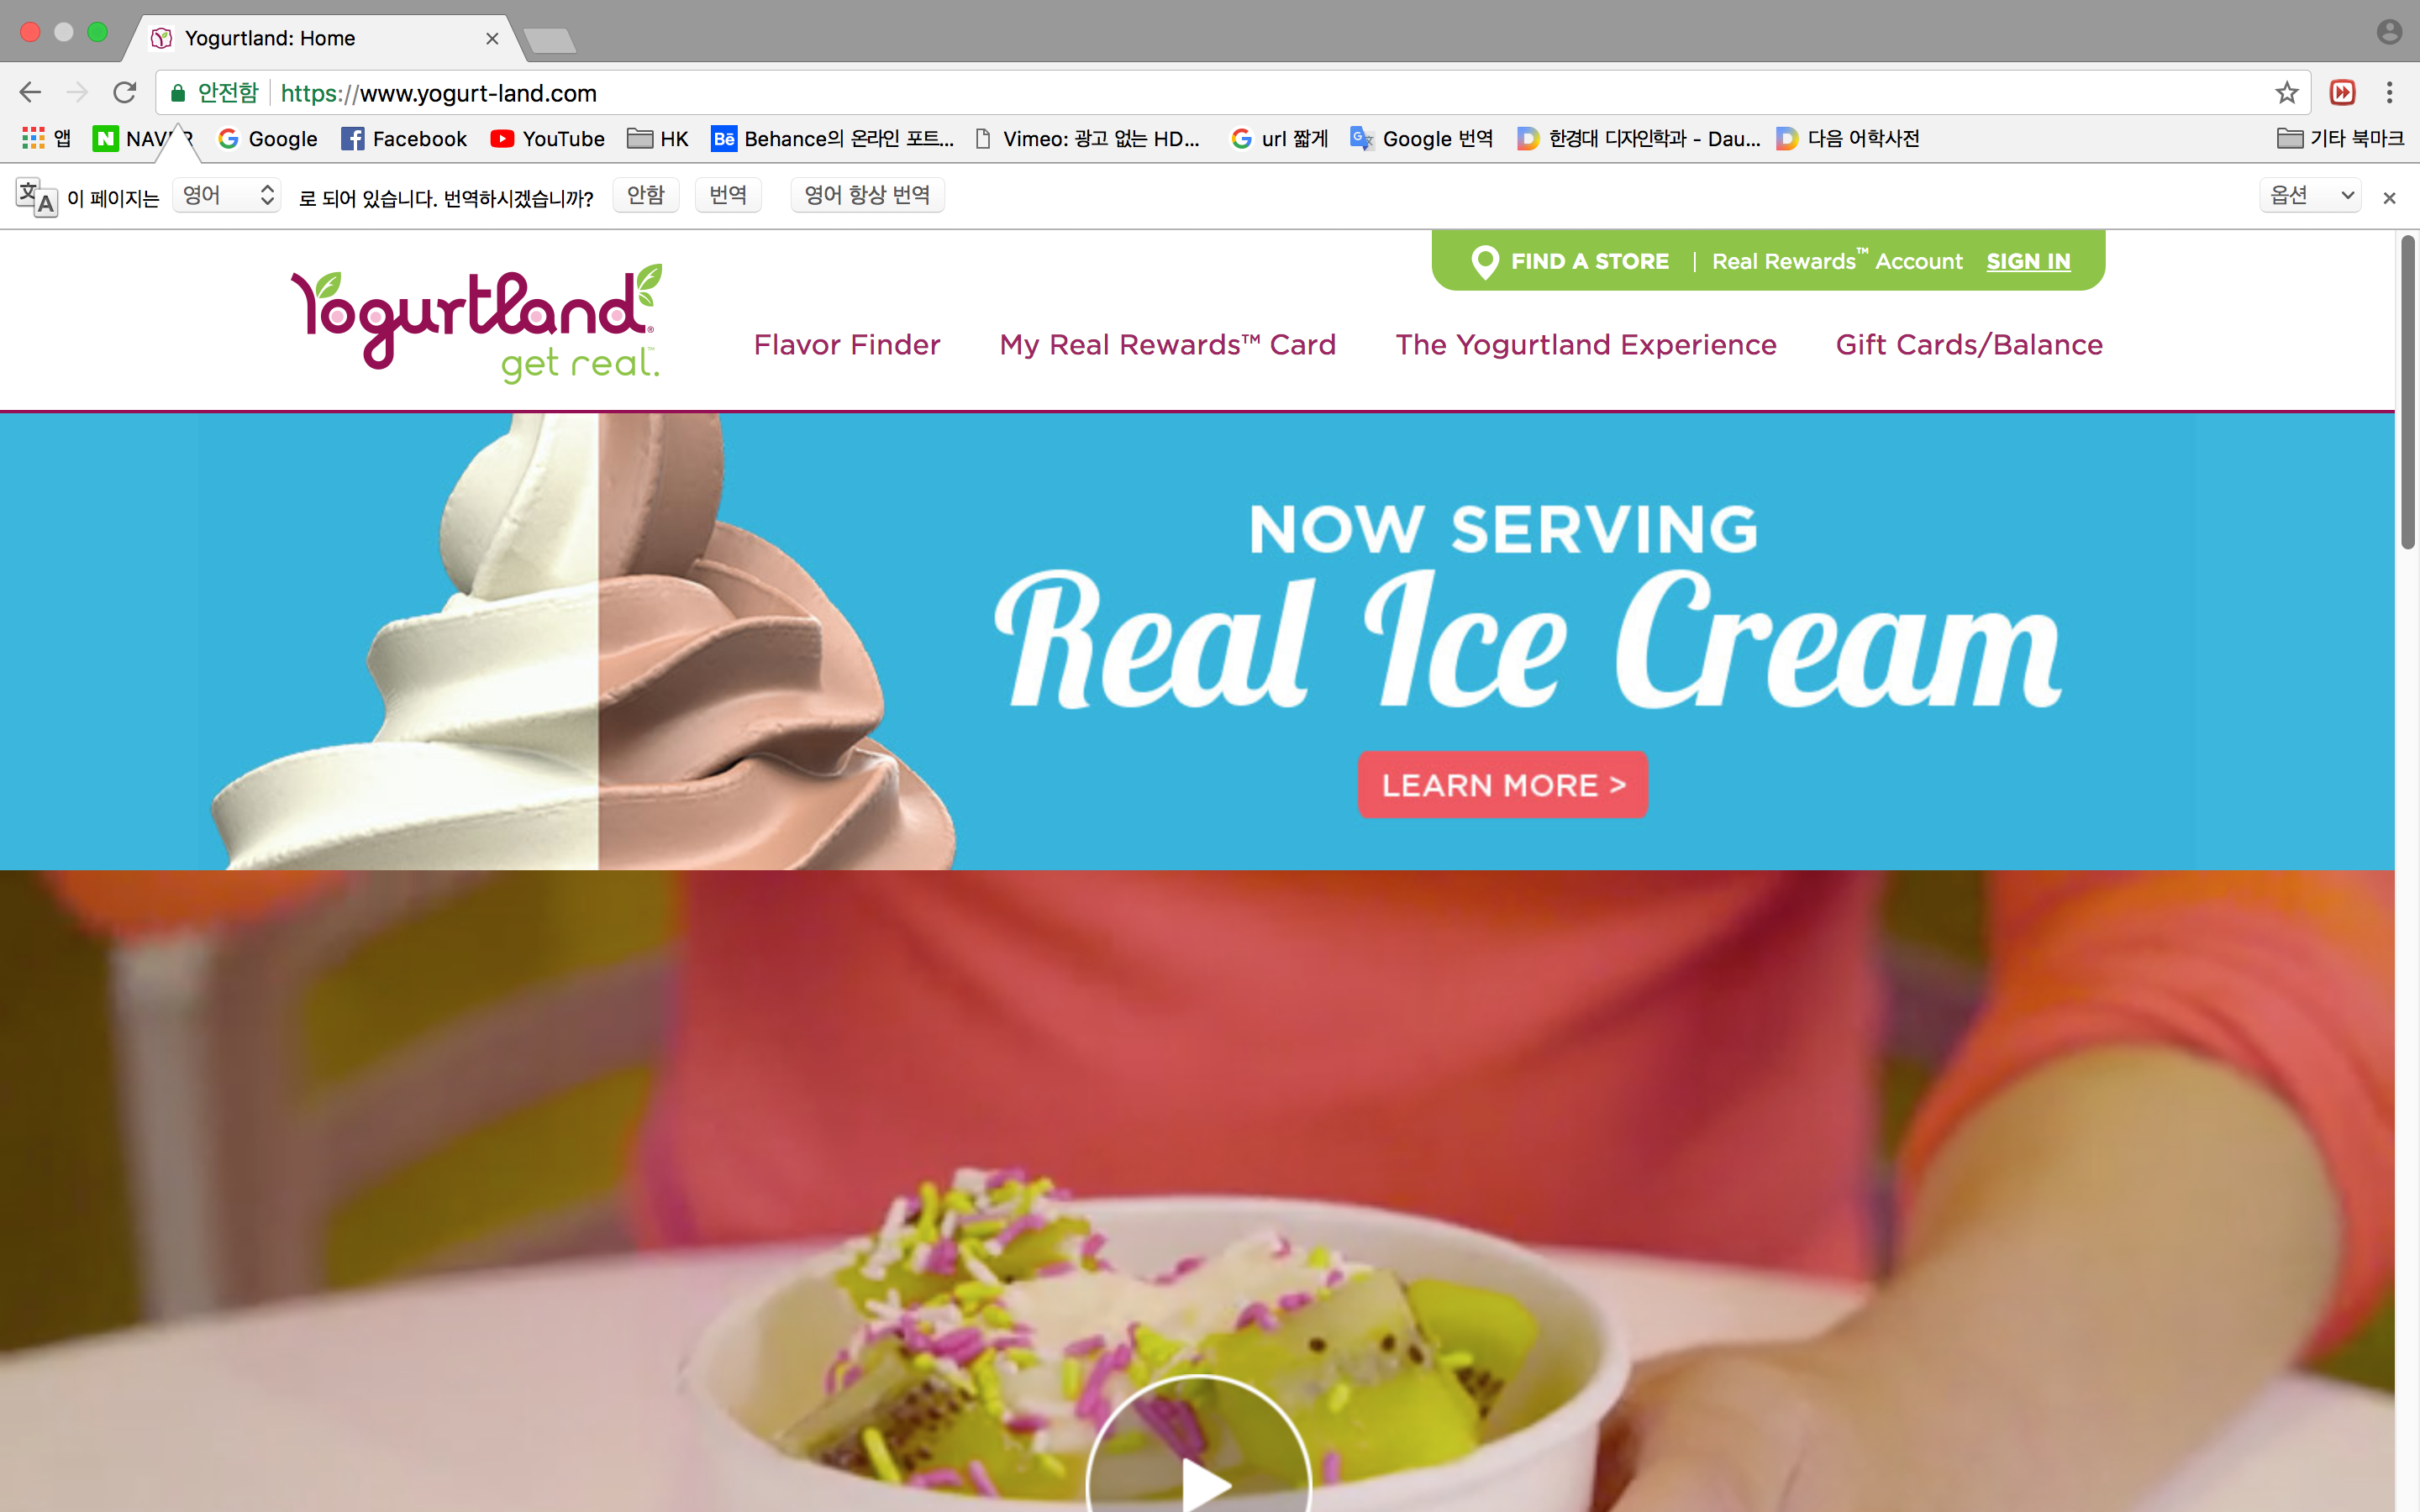 Yogurtland: Home
안전함 https://www.yogurt-land.com
앱 Google Facebook YouTube HK Behance의 온라인 포트... Vimeo: 광고 없는 HD... url 짧게 Google 번역 한경대 디자인학과 - Dau... 다음 어학사전 기타 북마크
이 페이지는 영어 로 되어 있습니다. 번역하시겠습니까? 안함 번역 영어 항상 번역 옵션
FIND A STORE | Real Rewards™ Account SIGN IN
Yogurtland®
get real.™
Flavor Finder My Real Rewards™ Card The Yogurtland Experience Gift Cards/Balance
NOW SERVING
Real Ice Cream
LEARN MORE >